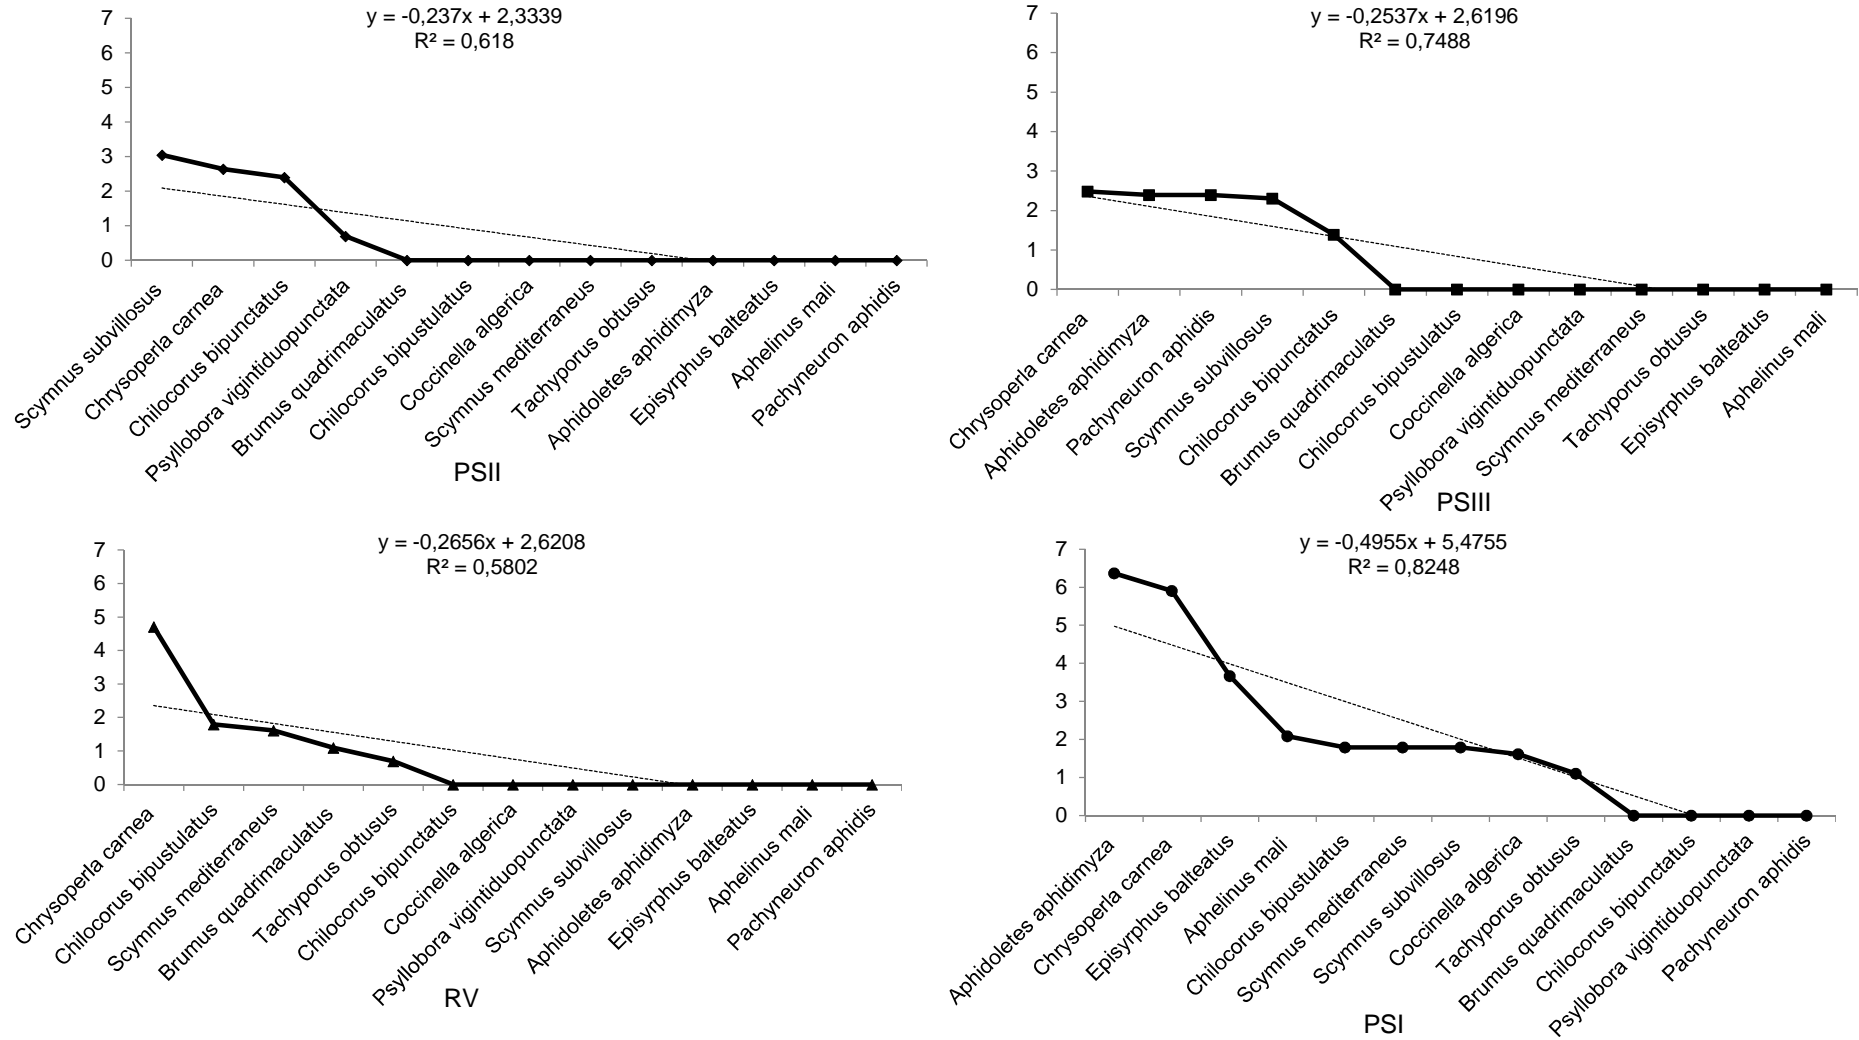 y = -0,237x + 2,3339
R² = 0,618
7
6
5
4
3
2
1
0
Scymnus subvillosus
Chrysoperla carnea
Chilocorus bipunctatus
Psyllobora vigintiduopunctata
Brumus quadrimaculatus
Chilocorus bipustulatus
Coccinella algerica
Scymnus mediterraneus
Tachyporus obtusus
Aphidoletes aphidimyza
Episyrphus balteatus
Aphelinus mali
Pachyneuron aphidis
PSII
y = -0,2537x + 2,6196
R² = 0,7488
7
6
5
4
3
2
1
0
Chrysoperla carnea
Aphidoletes aphidimyza
Pachyneuron aphidis
Scymnus subvillosus
Chilocorus bipunctatus
Brumus quadrimaculatus
Chilocorus bipustulatus
Coccinella algerica
Psyllobora vigintiduopunctata
Scymnus mediterraneus
Tachyporus obtusus
Episyrphus balteatus
Aphelinus mali
PSIII
y = -0,2656x + 2,6208
R² = 0,5802
7
6
5
4
3
2
1
0
Chrysoperla carnea
Chilocorus bipustulatus
Scymnus mediterraneus
Brumus quadrimaculatus
Tachyporus obtusus
Chilocorus bipunctatus
Coccinella algerica
Psyllobora vigintiduopunctata
Scymnus subvillosus
Aphidoletes aphidimyza
Episyrphus balteatus
Aphelinus mali
Pachyneuron aphidis
RV
y = -0,4955x + 5,4755
R² = 0,8248
7
6
5
4
3
2
1
0
Aphidoletes aphidimyza
Chrysoperla carnea
Episyrphus balteatus
Aphelinus mali
Chilocorus bipustulatus
Scymnus mediterraneus
Scymnus subvillosus
Coccinella algerica
Tachyporus obtusus
Brumus quadrimaculatus
Chilocorus bipunctatus
Psyllobora vigintiduopunctata
Pachyneuron aphidis
PSI